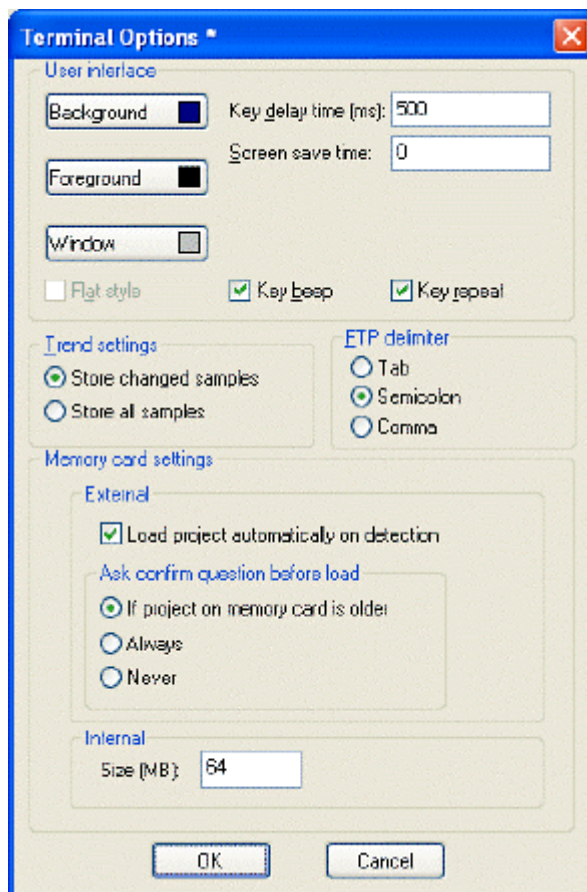 Terminal Options *
User interface
Background
Key delay time (ms): 500
Screen save time: 0
Foreground
Window
Flat style
Key beep
Key repeat
Trend settings
Store changed samples
Store all samples
FTP delimiter
Tab
Semicolon
Comma
Memory card settings
External
Load project automatically on detection
Ask confirm question before load
If project on memory card is older
Always
Never
Internal
Size (MB): 64
OK
Cancel